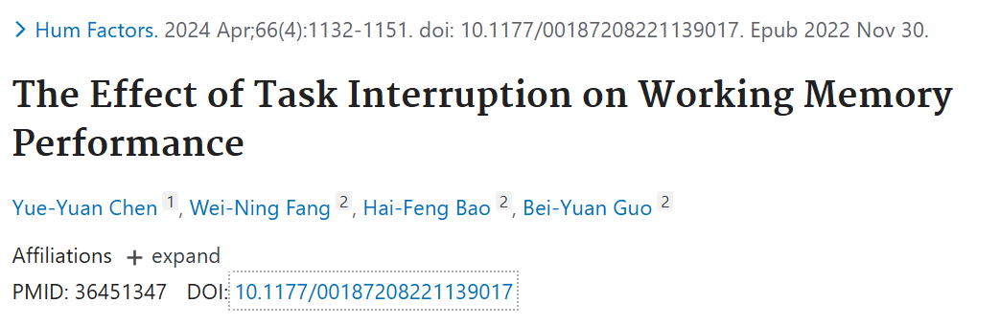 Hum Factors. 2024 Apr;66(4):1132-1151. doi: 10.1177/00187208221139017. Epub 2022 Nov 30.
The Effect of Task Interruption on Working Memory
Performance
Yue-Yuan Chen 1, Wei-Ning Fang 2, Hai-Feng Bao 2, Bei-Yuan Guo 2
Affiliations + expand
PMID: 36451347 DOI: 10.1177/00187208221139017